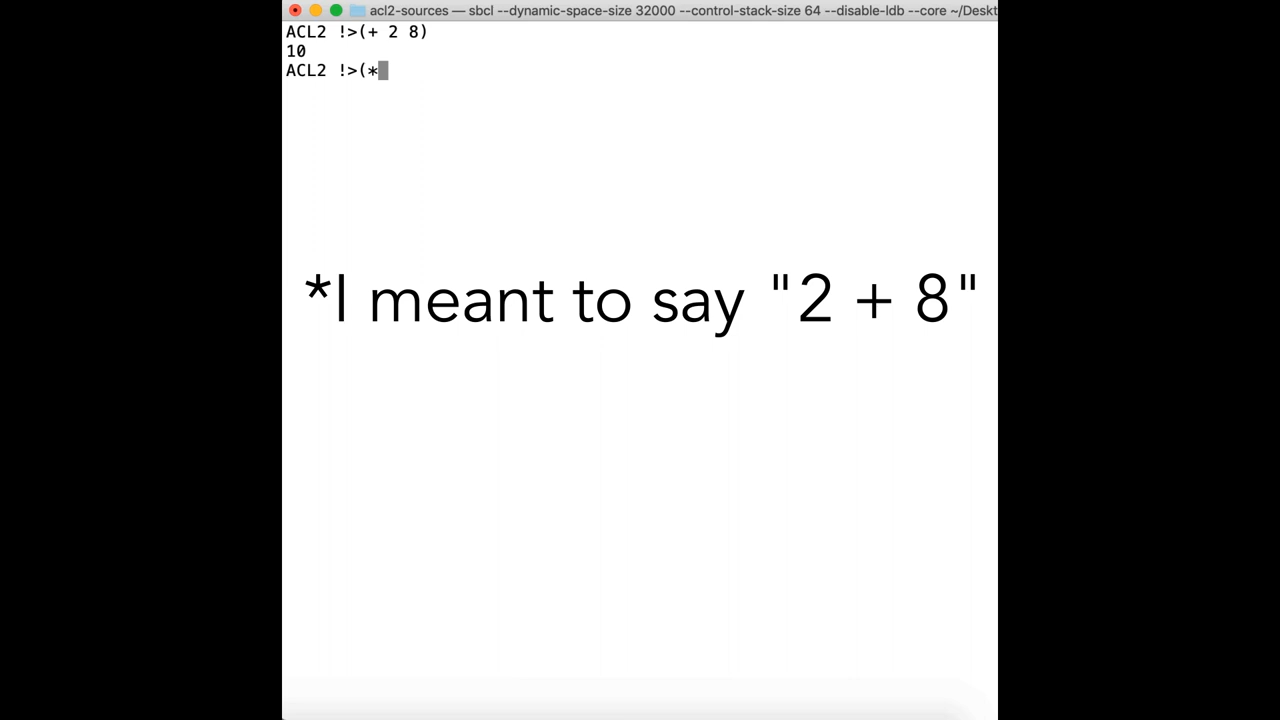 acl2-sources — sbcl --dynamic-space-size 32000 --control-stack-size 64 --disable-ldb --core ~/Deskt
ACL2 !>(+ 2 8)
10
ACL2 !>(*
*I meant to say "2 + 8"